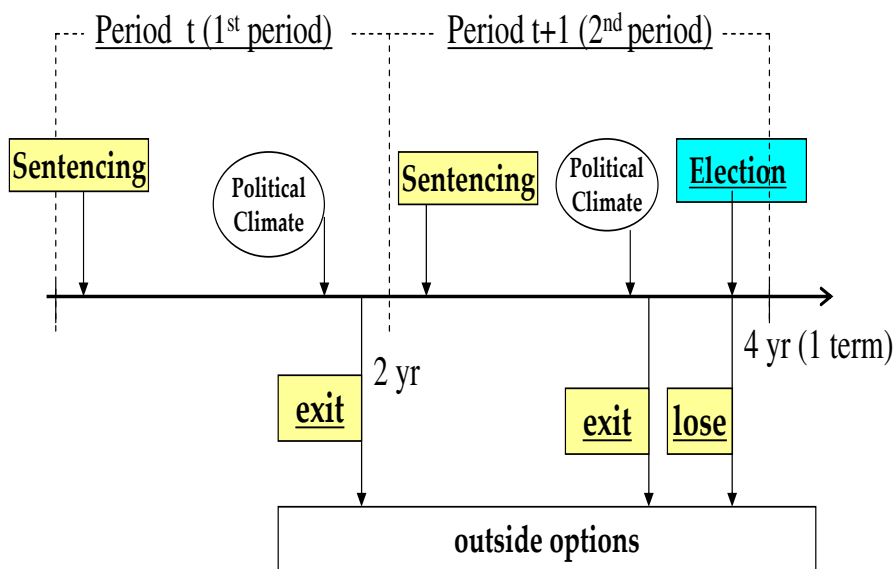 Period t (1st period)
Period t+1 (2nd period)
Sentencing
Political
Climate
Sentencing
Political
Climate
Election
2 yr
4 yr (1 term)
exit
exit
lose
outside options